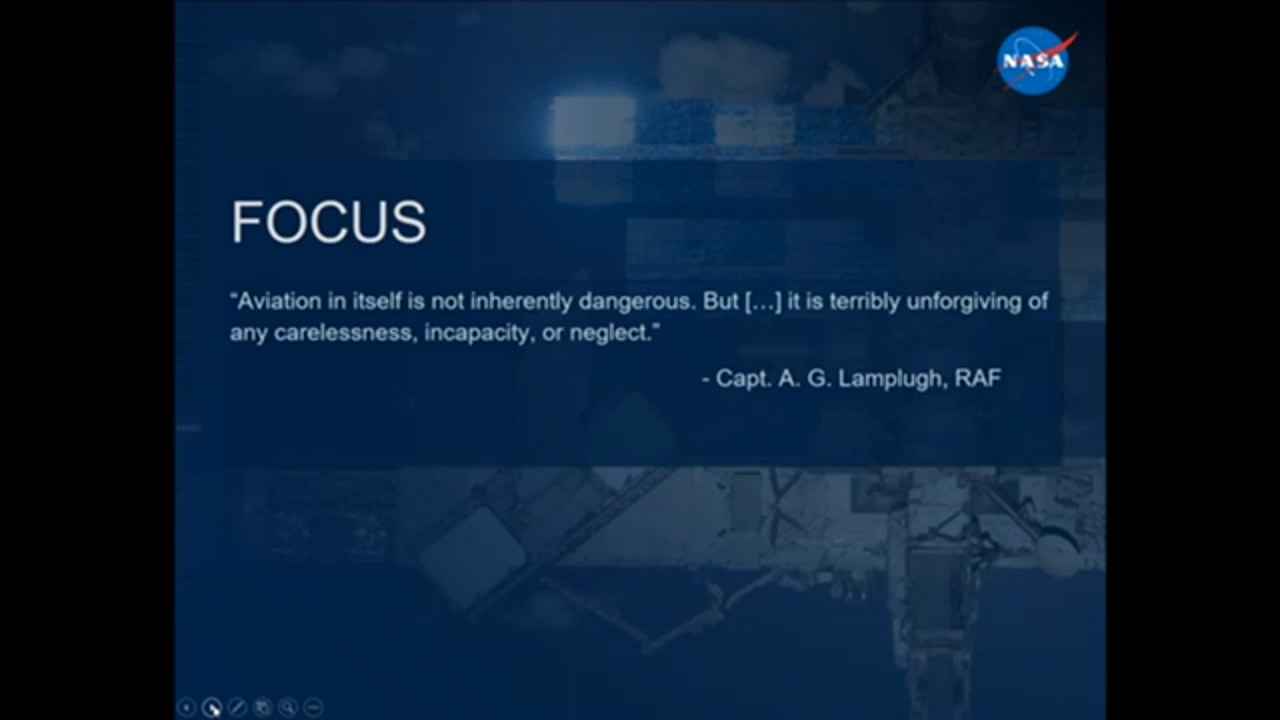 NASA
FOCUS
“Aviation in itself is not inherently dangerous. But […] it is terribly unforgiving of
any carelessness, incapacity, or neglect.”
- Capt. A. G. Lamplugh, RAF